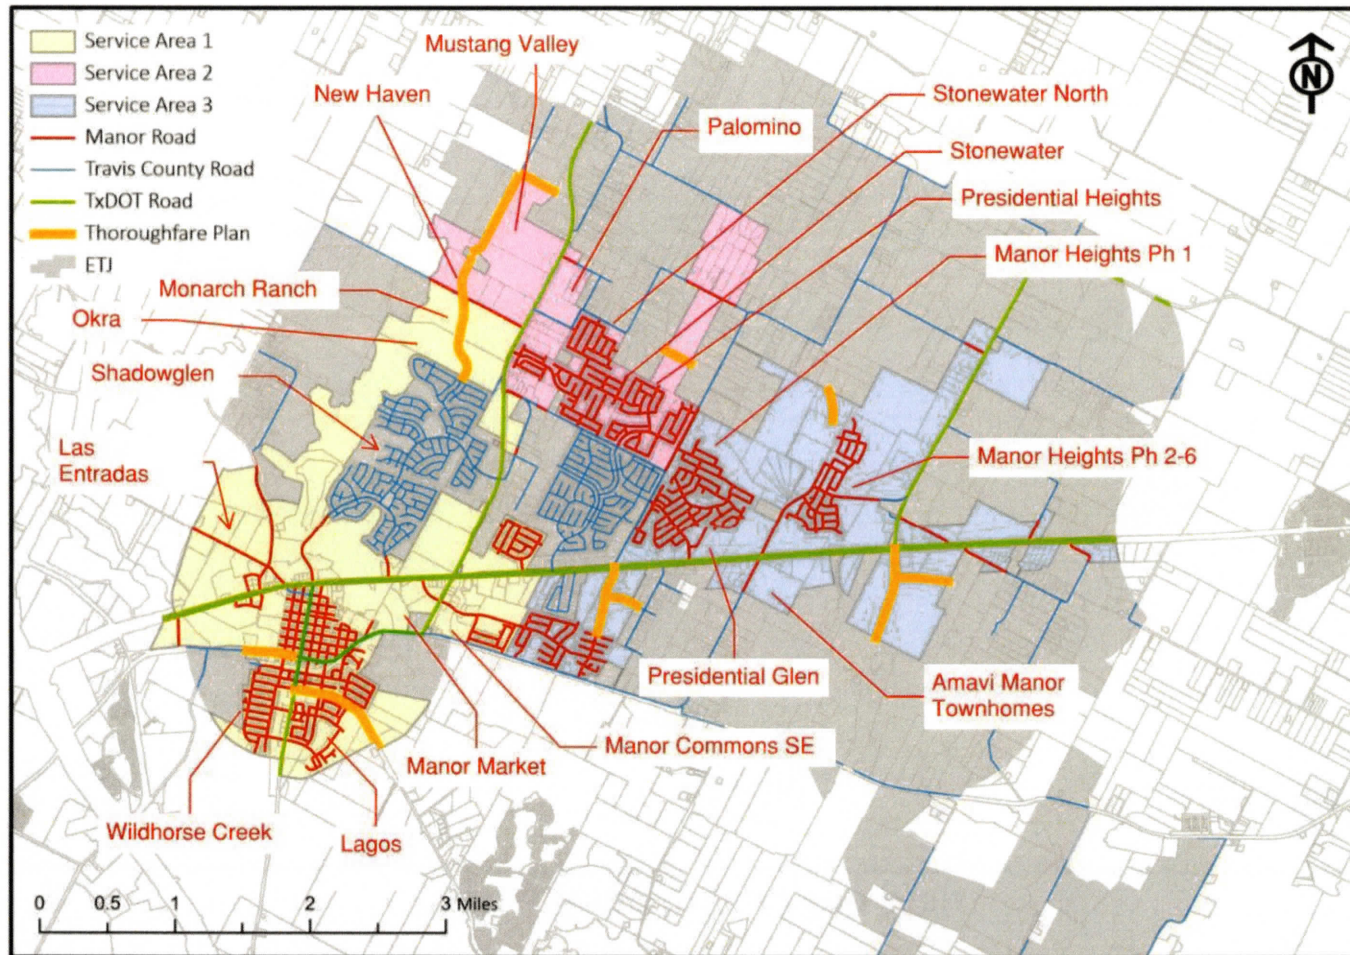 Service Area 1
Service Area 2
Service Area 3
Manor Road
Travis County Road
TxDOT Road
Thoroughfare Plan
ETJ
Mustang Valley
New Haven
Palomino
Stonewater North
Stonewater
Presidential Heights
Manor Heights Ph 1
Monarch Ranch
Okra
Shadowglen
Las
Entradas
Manor Heights Ph 2-6
Presidential Glen
Amavi Manor
Townhomes
Manor Commons SE
Manor Market
Wildhorse Creek
Lagos
N
0 0.5 1 2 3 Miles